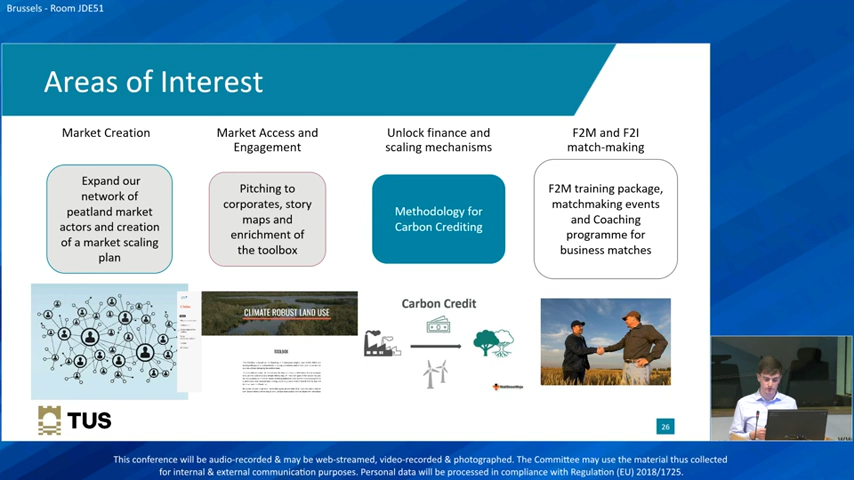 Brussels - Room JDE51
Areas of Interest
Market Creation
Market Access and
Engagement
Unlock finance and
scaling mechanisms
F2M and F2I
match-making
Expand our
network of
peatland market
actors and creation
of a market scaling
plan
Pitching to
corporates, story
maps and
enrichment of
the toolbox
Methodology for
Carbon Crediting
F2M training package,
matchmaking events
and Coaching
programme for
business matches
CLIMATE ROBUST LAND USE
TOOLBOX
Carbon Credit
TUS
26
This conference will be audio-recorded & may be web-streamed, video-recorded & photographed. The Committee may use the material thus collected
for internal & external communication purposes. Personal data will be processed in compliance with Regulation (EU) 2018/1725.